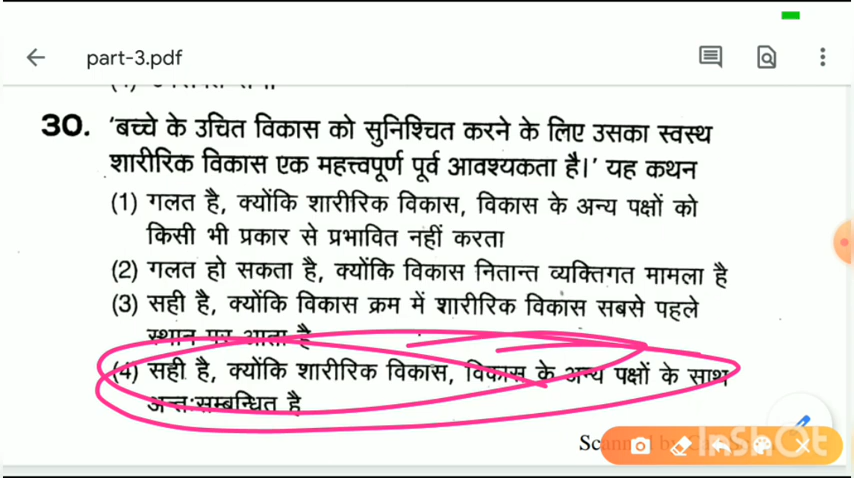 part-3.pdf
30. 'बच्चे के उचित विकास को सुनिश्चित करने के लिए उसका स्वस्थ
शारीरिक विकास एक महत्त्वपूर्ण पूर्व आवश्यकता है।' यह कथन
(1) गलत है, क्योंकि शारीरिक विकास, विकास के अन्य पक्षों को
किसी भी प्रकार से प्रभावित नहीं करता
(2) गलत हो सकता है, क्योंकि विकास नितान्त व्यक्तिगत मामला है
(3) सही है, क्योंकि विकास क्रम में शारीरिक विकास सबसे पहले
स्थान पर आता है
(4) सही है, क्योंकि शारीरिक विकास, विकास के अन्य पक्षों के साथ
अन्त:सम्बन्धित है
InShOt